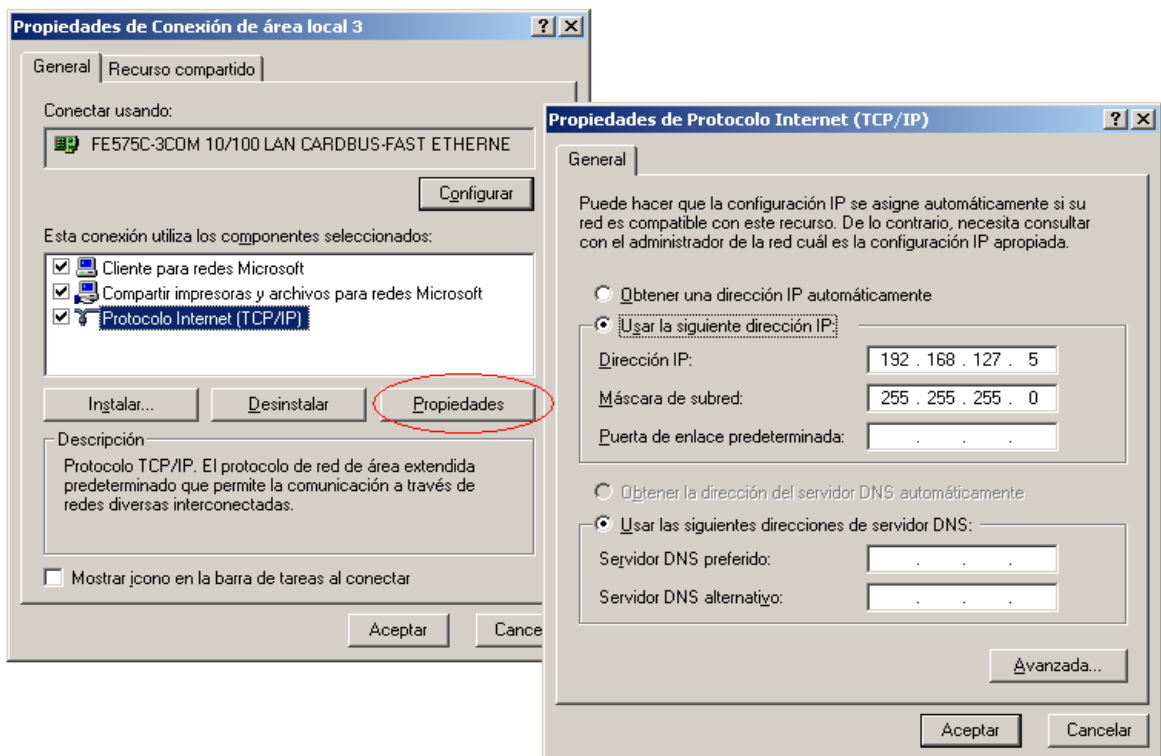 Propiedades de Conexión de área local 3
General
Recurso compartido
Conectar usando:
FE575C-3COM 10/100 LAN CARDBUS-FAST ETHERNE
Configurar
Esta conexión utiliza los componentes seleccionados:
Cliente para redes Microsoft
Compartir impresoras y archivos para redes Microsoft
Protocolo Internet (TCP/IP)
Instalar...
Desinstalar
Propiedades
Descripción
Protocolo TCP/IP. El protocolo de red de área extendida
predeterminado que permite la comunicación a través de
redes diversas interconectadas.
Mostrar icono en la barra de tareas al conectar
Aceptar
Cance
Propiedades de Protocolo Internet (TCP/IP)
General
Puede hacer que la configuración IP se asigne automáticamente si su
red es compatible con este recurso. De lo contrario, necesita consultar
con el administrador de la red cuál es la configuración IP apropiada.
Obtener una dirección IP automáticamente
Usar la siguiente dirección IP:
Dirección IP: 192 . 168 . 127 . 5
Máscara de subred: 255 . 255 . 255 . 0
Puerta de enlace predeterminada: . . .
Obtener la dirección del servidor DNS automáticamente
Usar las siguientes direcciones de servidor DNS:
Servidor DNS preferido: . . .
Servidor DNS alternativo: . . .
Avanzada...
Aceptar
Cancelar